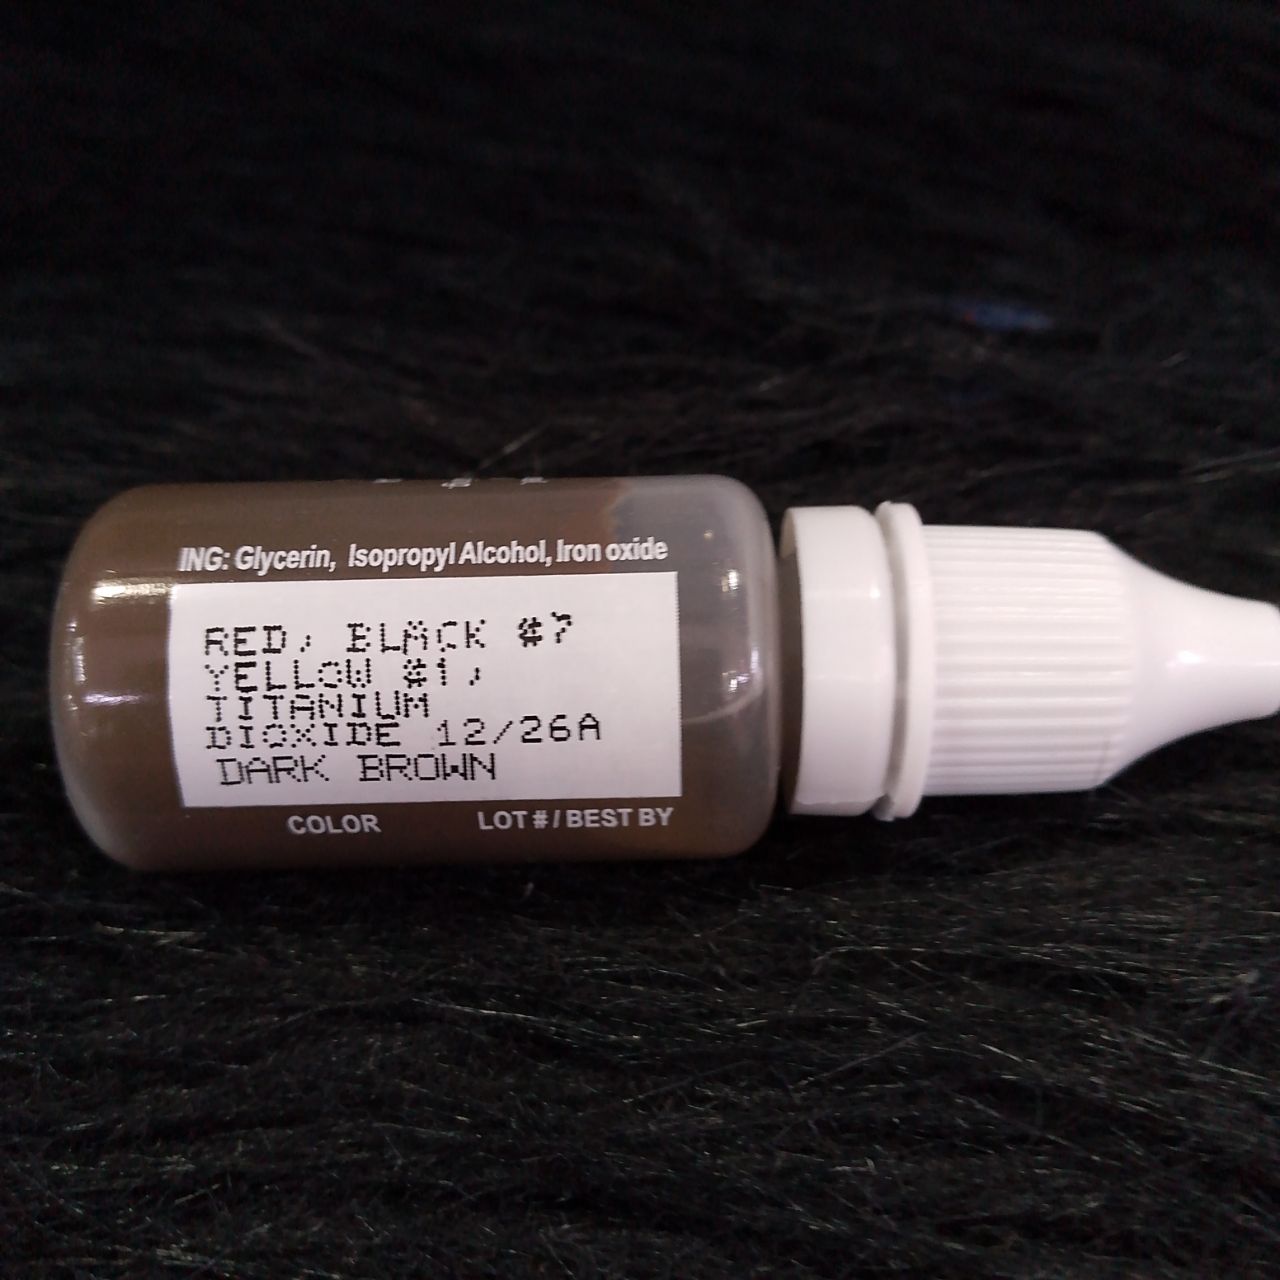 ING: Glycerin, Isopropyl Alcohol, Iron oxide
RED, BLACK #7
YELLOW #1,
TITANIUM
DIOXIDE 12/26A
DARK BROWN
COLOR LOT # / BEST BY